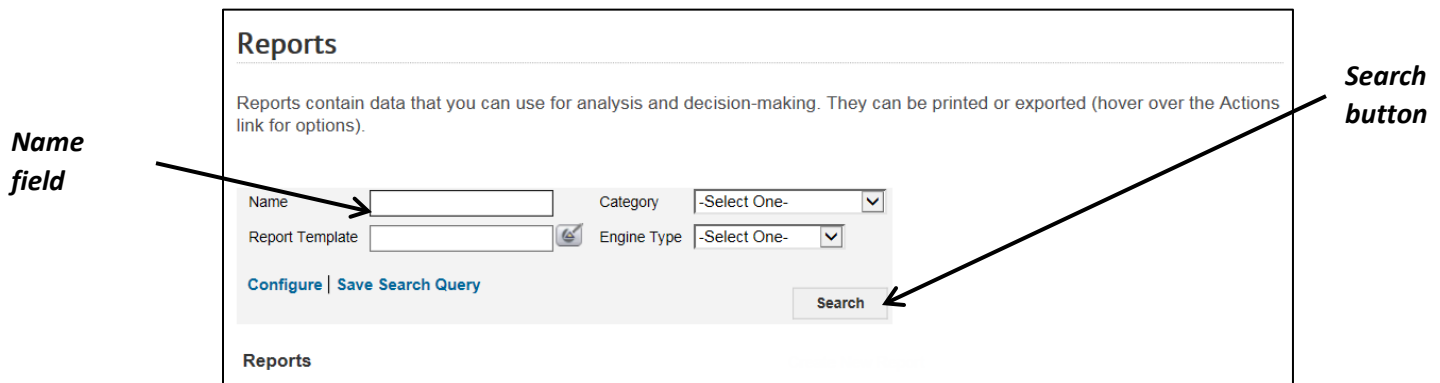 Reports
Reports contain data that you can use for analysis and decision-making. They can be printed or exported (hover over the Actions
link for options).
Search
button
Name
field
Name Category -Select One-
Report Template Engine Type -Select One-
Configure | Save Search Query
Search
Reports